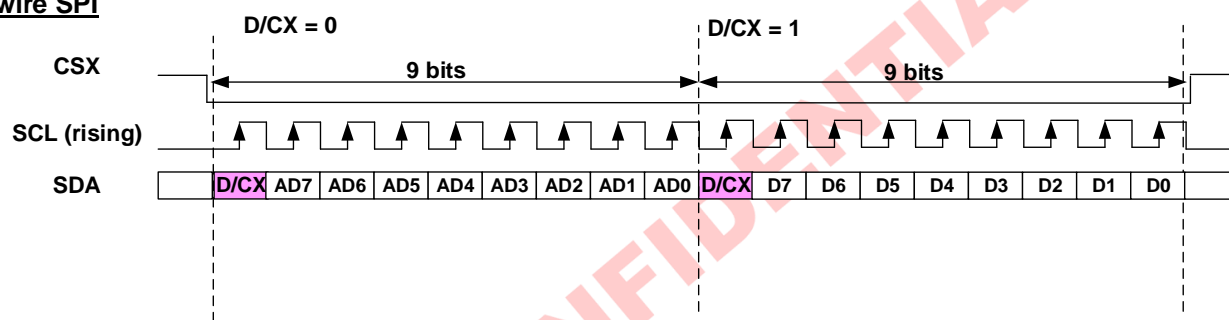 wire SPI
D/CX = 0
D/CX = 1
CSX
9 bits
9 bits
SCL (rising)
SDA
D/CX AD7 AD6 AD5 AD4 AD3 AD2 AD1 AD0 D/CX D7 D6 D5 D4 D3 D2 D1 D0
NFIDENTIA